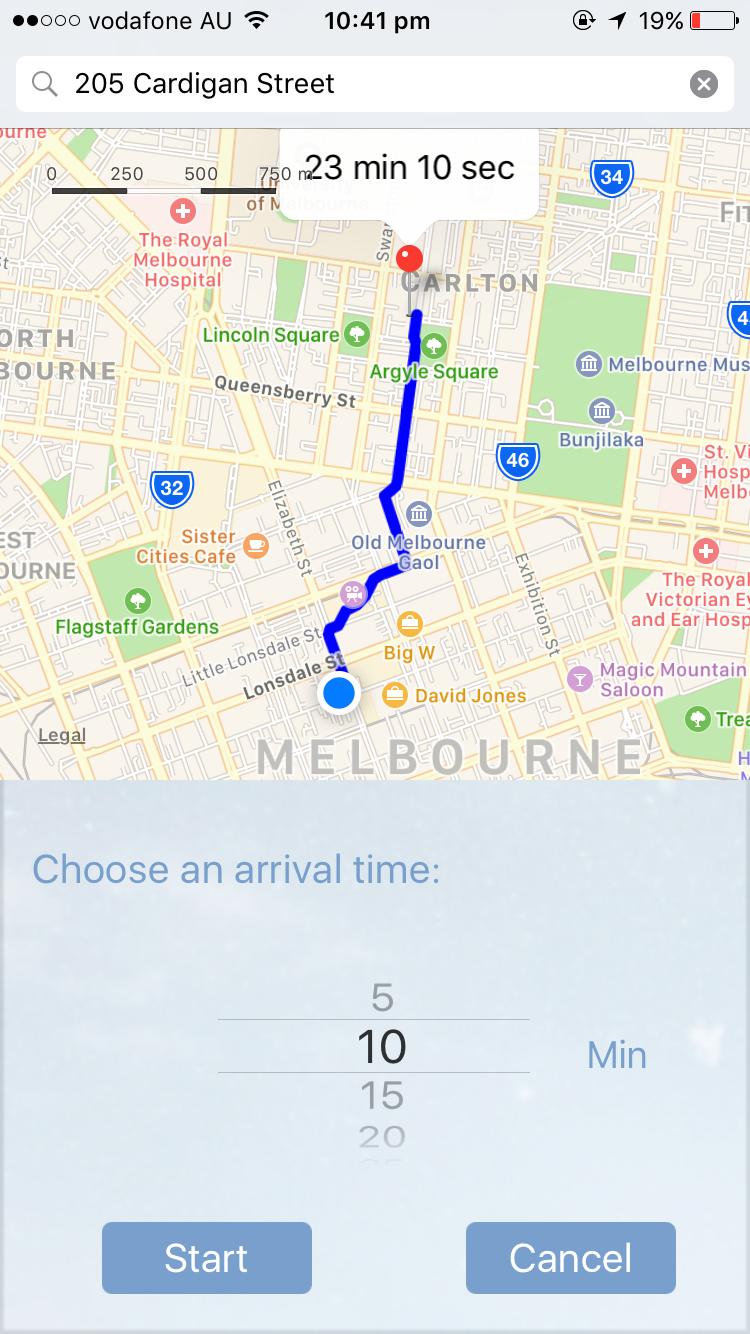 vodafone AU 10:41 pm 19%
205 Cardigan Street
23 min 10 sec
0 250 500 750 m
34
of M
The Royal
Melbourne
Hospital
CARLTON
FIT
4
Lincoln Square
Argyle Square
ORTH
BOURNE
Queensberry St
Melbourne Mus
Bunjilaka
46
St. Vi
Hosp
Melb
32
Elizabeth St
Old Melbourne
Gaol
Sister
Cities Cafe
EST
OURNE
Exhibition St
The Royal
Victorian Ey
and Ear Hosp
Flagstaff Gardens
Little Lonsdale St
Big W
Lonsdale St
Magic Mountain
Saloon
David Jones
Trea
Legal
MELBOURNE
Choose an arrival time:
5
10 Min
15
20
Start Cancel